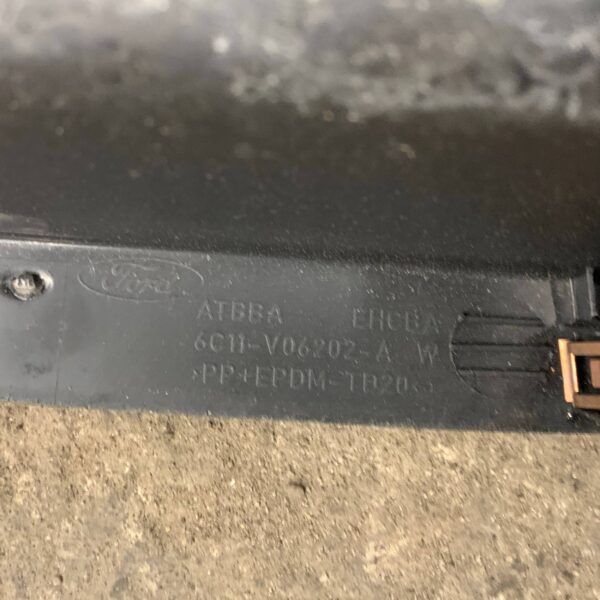 Ford
ATBBA EHCBA
6C11-V06202-A W
>PP+EPDM-TD20<